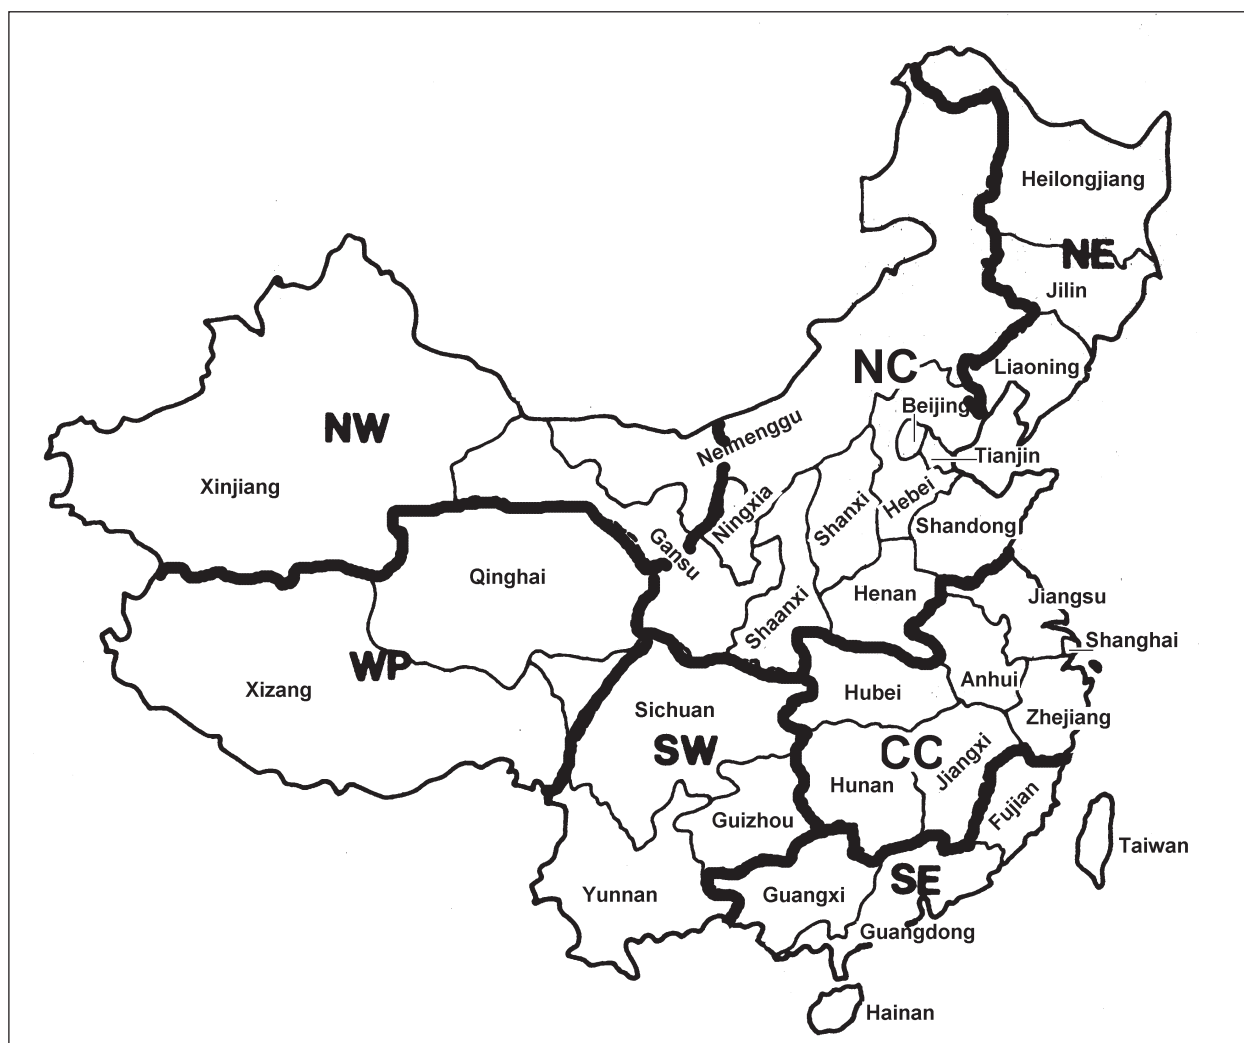 Heilongjiang
NE
Jilin
NC
Liaoning
Beijing
NW
Neimenggu
Tianjin
Xinjiang
Ningxia
Shanxi
Hebei
Shandong
Gansu
Qinghai
Henan
Jiangsu
Shaanxi
Shanghai
WP
Xizang
Hubei
Anhui
Sichuan
Zhejiang
SW
CC
Jiangxi
Hunan
Fujian
Guizhou
Taiwan
SE
Yunnan
Guangxi
Guangdong
Hainan